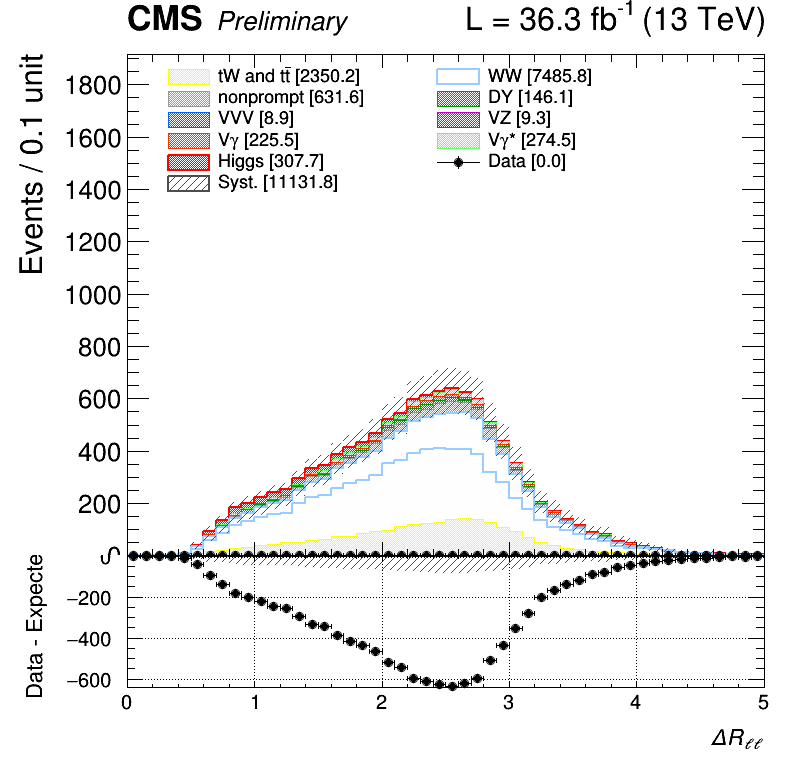 CMS Preliminary L = 36.3 fb⁻¹ (13 TeV)
Events / 0.1 unit
1800
1600
1400
1200
1000
800
600
400
200
0
tW and tt̄ [2350.2]
nonprompt [631.6]
VVV [8.9]
Vγ [225.5]
Higgs [307.7]
Syst. [11131.8]
WW [7485.8]
DY [146.1]
VZ [9.3]
Vγ* [274.5]
Data [0.0]
Data - Expecte
0
−200
−400
−600
0 1 2 3 4 5
ΔRℓℓ